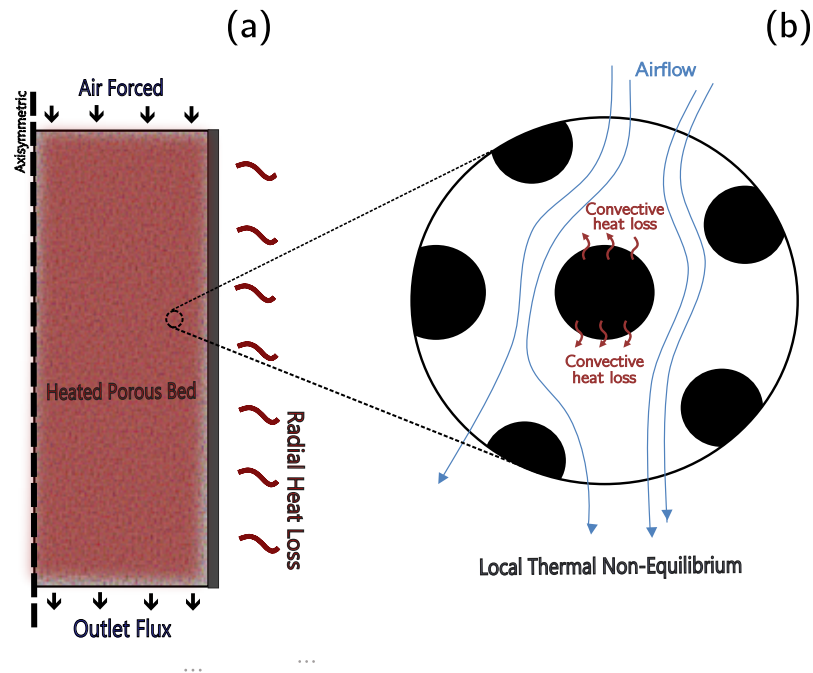 (a)
Air Forced
Axisymmetric
Heated Porous Bed
Radial Heat Loss
Outlet Flux
...
...
(b)
Airflow
Convective
heat loss
Convective
heat loss
Local Thermal Non-Equilibrium